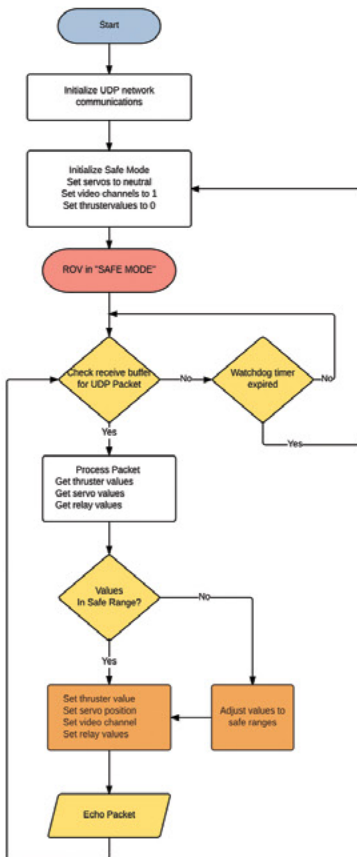 Start
Initialize UDP network
communications
Initialize Safe Mode
Set servos to neutral
Set video channels to 1
Set thrustervalues to 0
ROV in "SAFE MODE"
Check receive buffer
for UDP Packet
No
Watchdog timer
expired
No
Yes
Yes
Process Packet
Get thruster values
Get servo values
Get relay values
Values
In Safe Range?
No
Yes
Set thruster value
Set servo position
Set video channel
Set relay values
Adjust values to
safe ranges
Echo Packet